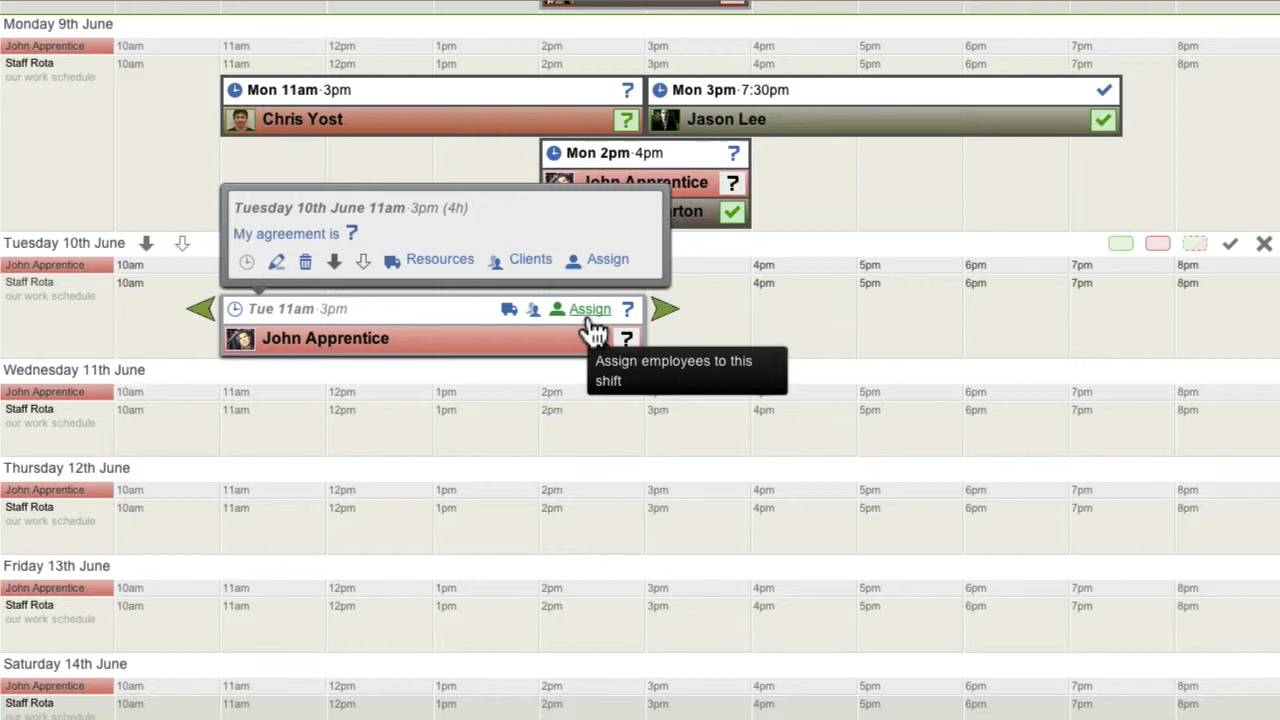 Monday 9th June
John Apprentice 10am 11am 12pm 1pm 2pm 3pm 4pm 5pm 6pm 7pm 8pm
Staff Rota 10am 11am 12pm 1pm 2pm 3pm 4pm 5pm 6pm 7pm 8pm
our work schedule
Mon 11am·3pm ? Mon 3pm·7:30pm
Chris Yost ? Jason Lee
Mon 2pm·4pm ?
John Apprentice ?
rton
Tuesday 10th June 11am·3pm (4h)
My agreement is ?
Resources Clients Assign
Tuesday 10th June
John Apprentice 10am 4pm 5pm 6pm 7pm 8pm
Staff Rota 10am 4pm 5pm 6pm 7pm 8pm
our work schedule
Tue 11am·3pm Assign ?
John Apprentice ?
Assign employees to this
shift
Wednesday 11th June
John Apprentice 10am 11am 12pm 1pm 2pm 3pm 4pm 5pm 6pm 7pm 8pm
Staff Rota 10am 11am 12pm 1pm 2pm 3pm 4pm 5pm 6pm 7pm 8pm
our work schedule
Thursday 12th June
John Apprentice 10am 11am 12pm 1pm 2pm 3pm 4pm 5pm 6pm 7pm 8pm
Staff Rota 10am 11am 12pm 1pm 2pm 3pm 4pm 5pm 6pm 7pm 8pm
our work schedule
Friday 13th June
John Apprentice 10am 11am 12pm 1pm 2pm 3pm 4pm 5pm 6pm 7pm 8pm
Staff Rota 10am 11am 12pm 1pm 2pm 3pm 4pm 5pm 6pm 7pm 8pm
our work schedule
Saturday 14th June
John Apprentice 10am 11am 12pm 1pm 2pm 3pm 4pm 5pm 6pm 7pm 8pm
Staff Rota 10am 11am 12pm 1pm 2pm 3pm 4pm 5pm 6pm 7pm 8pm
our work schedule